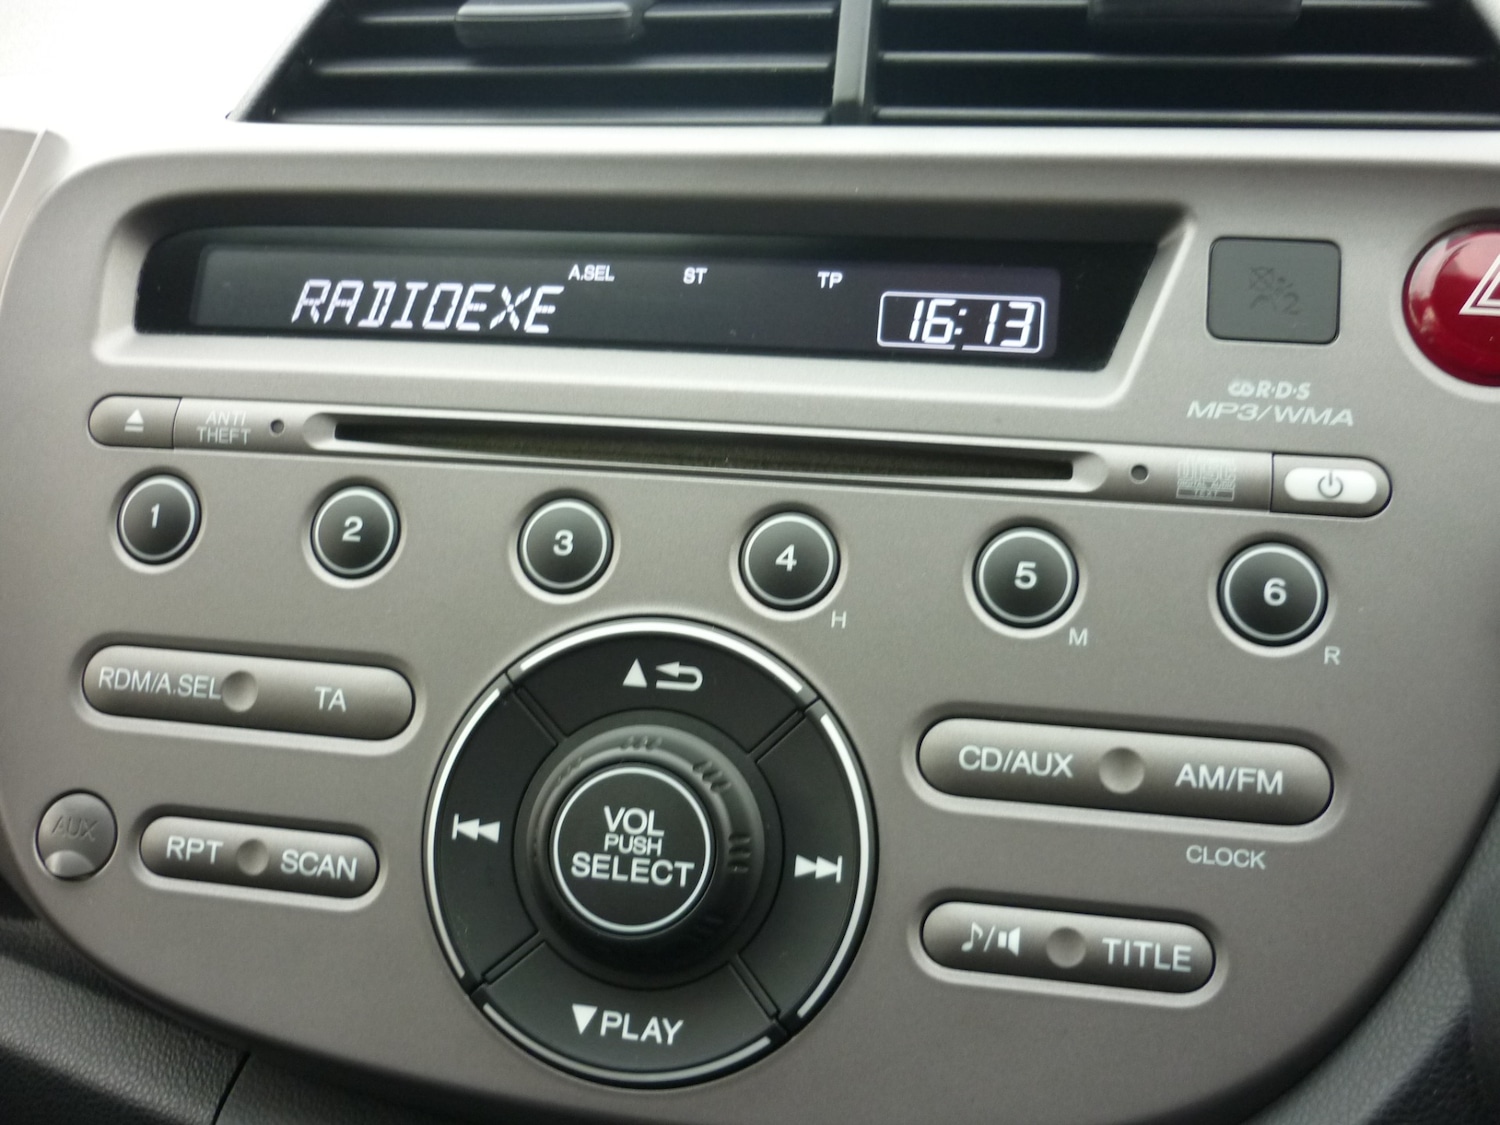 A.SEL ST TP
RADIOEXE 16:13
R·D·S
MP3/WMA
ANTI
THEFT
TEXT
1 2 3 4 5 6
H M R
RDM/A.SEL TA
CD/AUX AM/FM
CLOCK
AUX
RPT SCAN
VOL
PUSH
SELECT
TITLE
PLAY